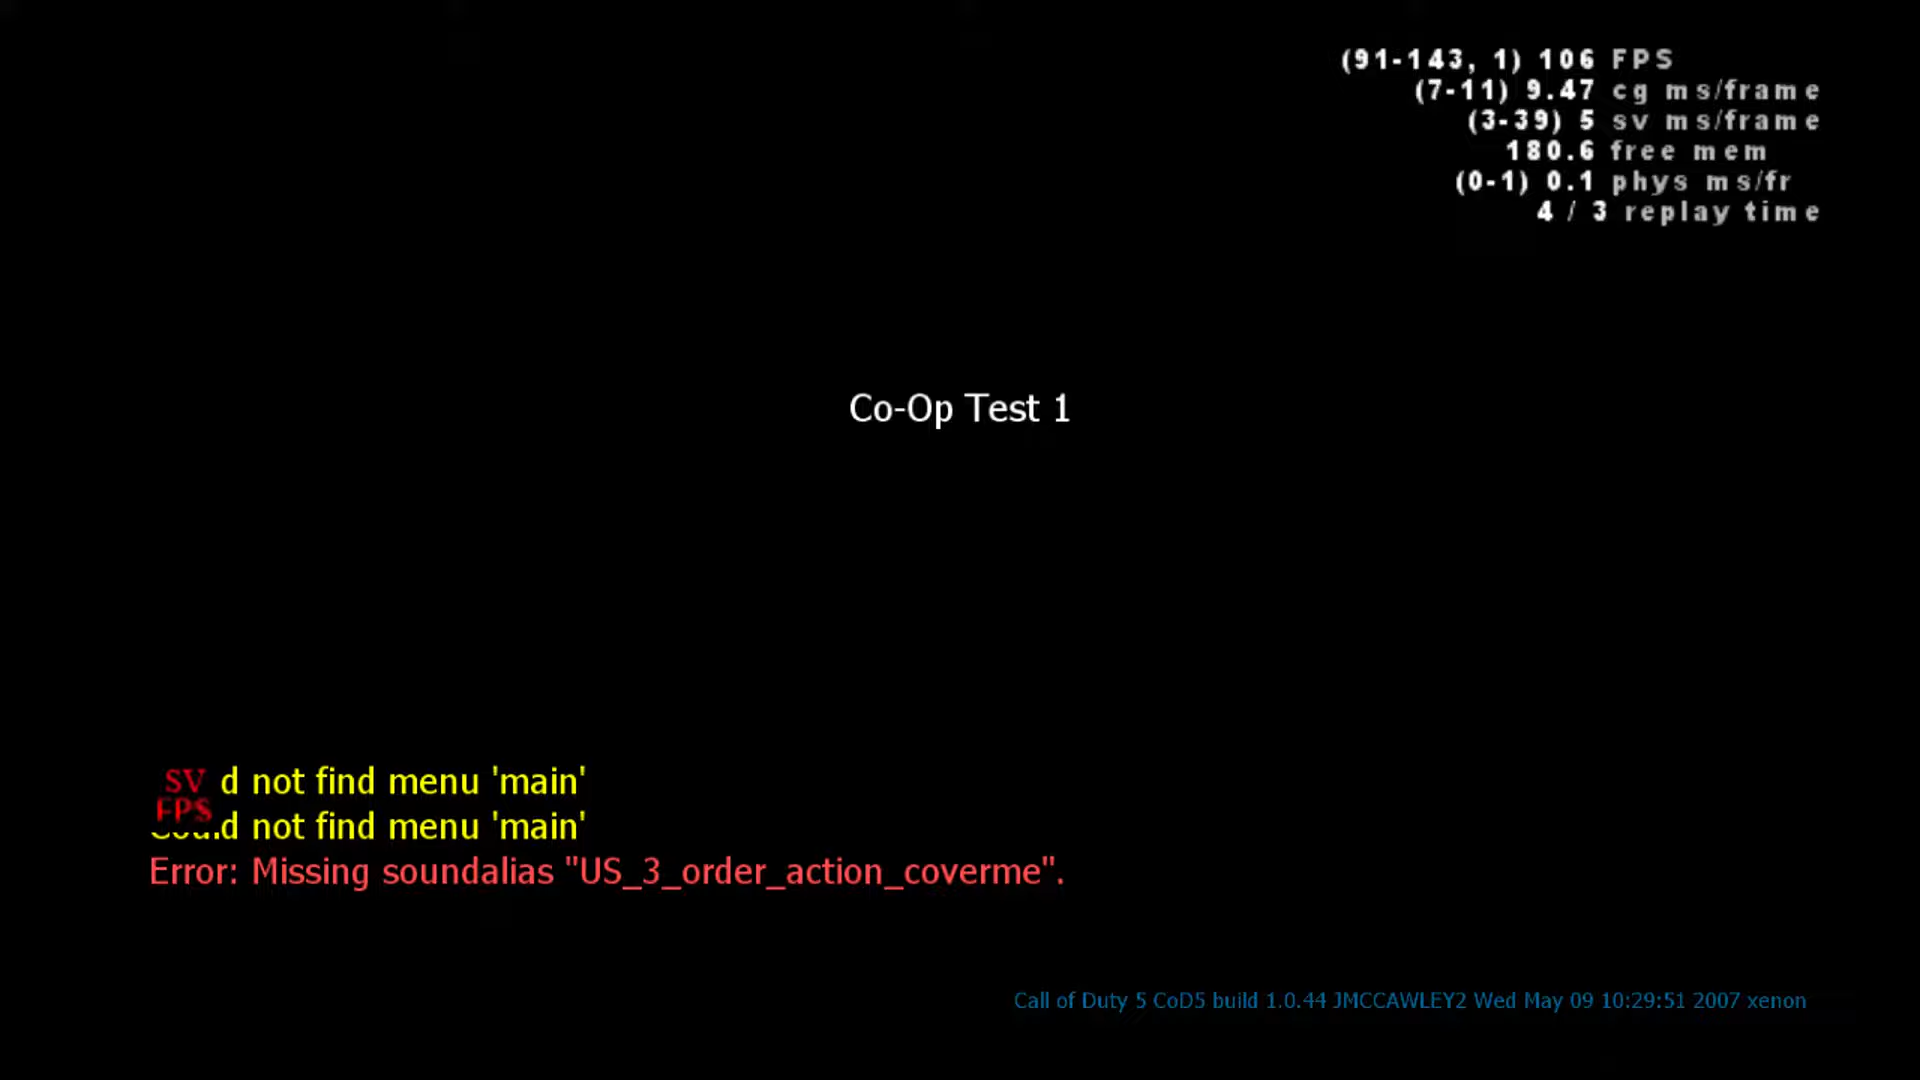 (91-143, 1) 106 FPS
(7-11) 9.47 cg ms/frame
(3-39) 5 sv ms/frame
180.6 free mem
(0-1) 0.1 phys ms/fr
4 / 3 replay time
Co-Op Test 1
SV d not find menu 'main'
FPS
Could not find menu 'main'
Error: Missing soundalias "US_3_order_action_coverme".
Call of Duty 5 CoD5 build 1.0.44 JMCCAWLEY2 Wed May 09 10:29:51 2007 xenon